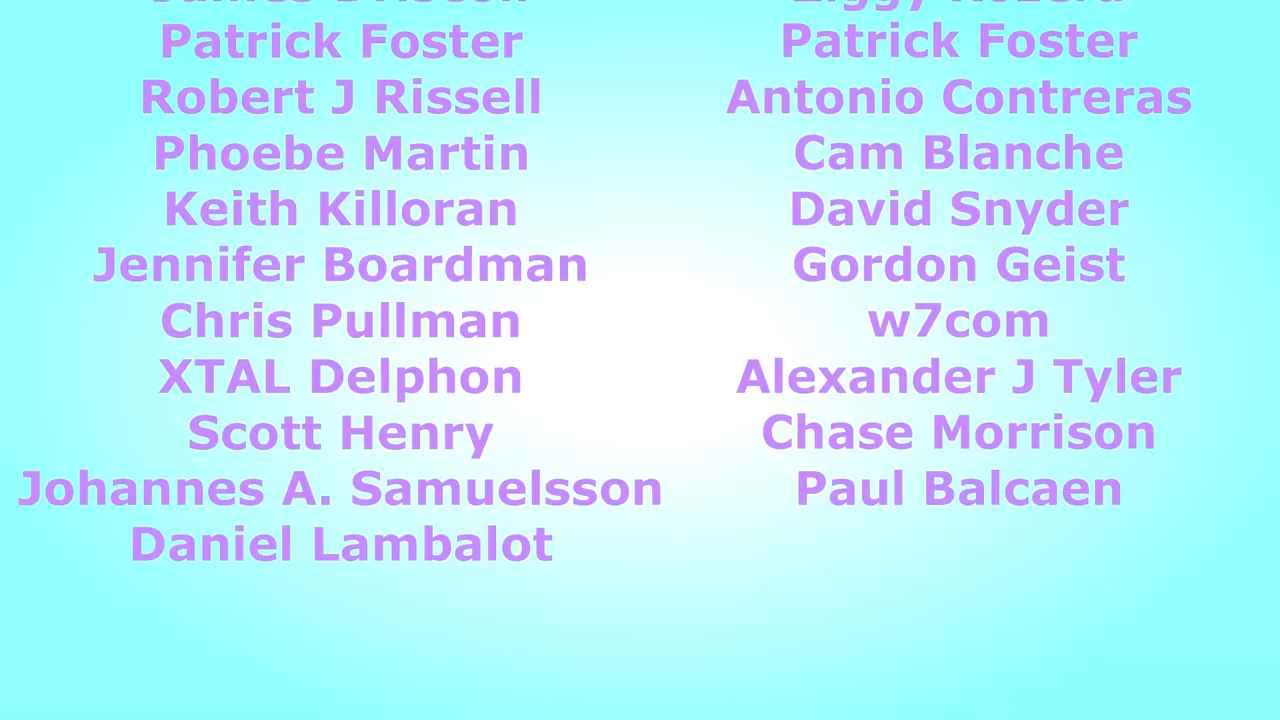 Patrick Foster
Robert J Rissell
Phoebe Martin
Keith Killoran
Jennifer Boardman
Chris Pullman
XTAL Delphon
Scott Henry
Johannes A. Samuelsson
Daniel Lambalot
Patrick Foster
Antonio Contreras
Cam Blanche
David Snyder
Gordon Geist
w7com
Alexander J Tyler
Chase Morrison
Paul Balcaen